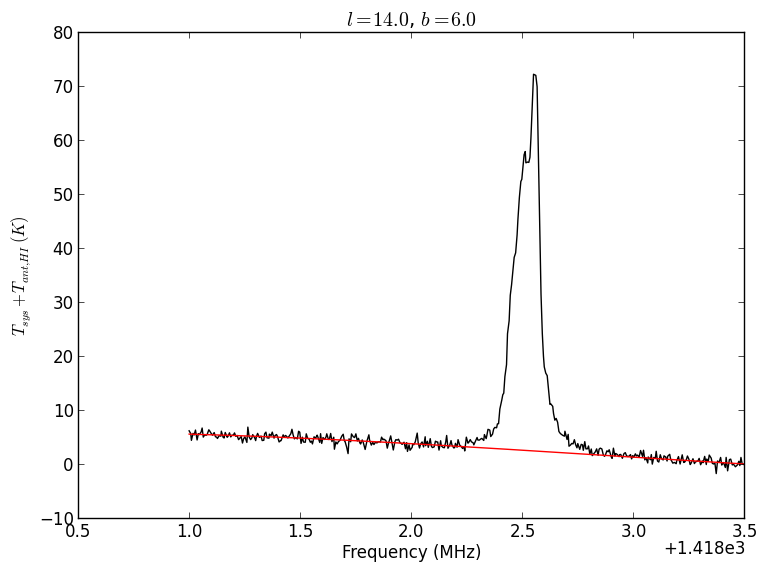 l = 14.0, b = 6.0
80
70
60
50
40
30
20
10
0
−10
T_sys + T_ant,HI (K)
0.5 1.0 1.5 2.0 2.5 3.0 3.5
Frequency (MHz)
+1.418e3